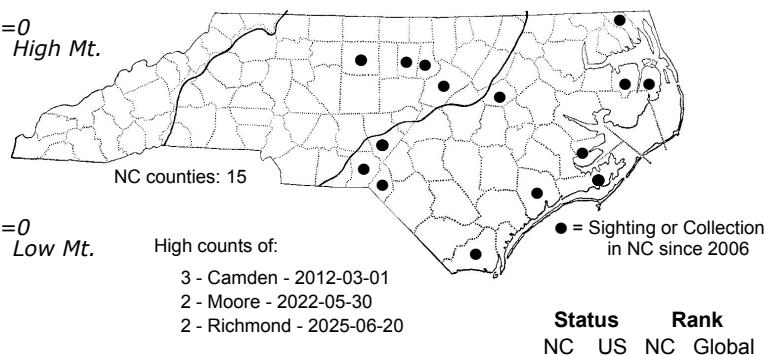 =0
High Mt.
NC counties: 15
=0
Low Mt.
High counts of:
3 - Camden - 2012-03-01
2 - Moore - 2022-05-30
2 - Richmond - 2025-06-20
● = Sighting or Collection
in NC since 2006
Status Rank
NC US NC Global